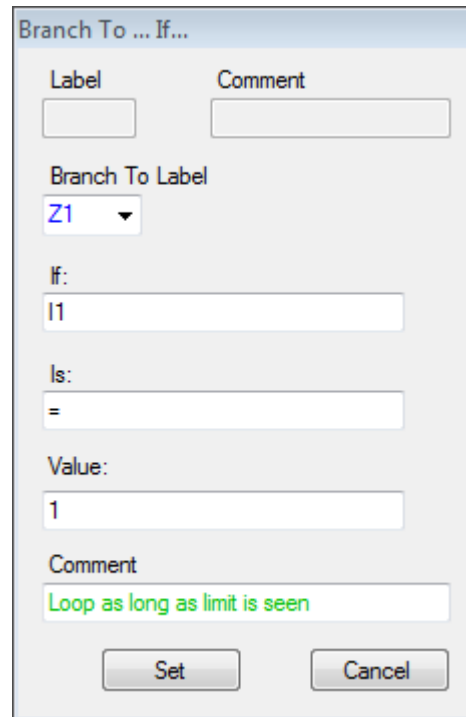 Branch To ... If...
Label Comment
Branch To Label
Z1
If:
I1
Is:
=
Value:
1
Comment
Loop as long as limit is seen
Set Cancel